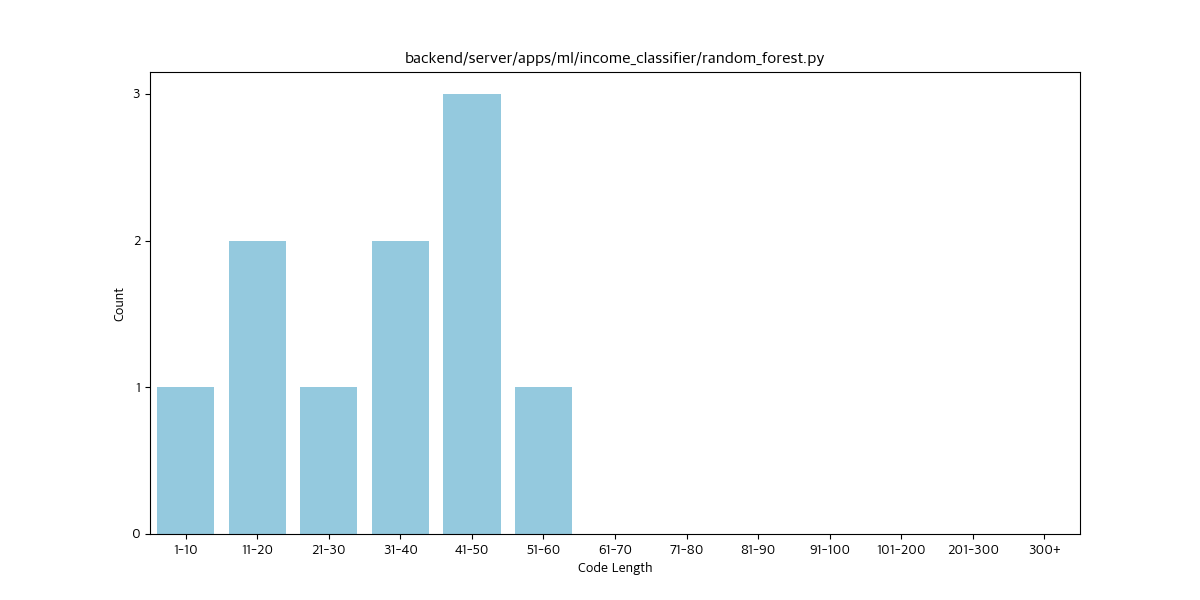 backend/server/apps/ml/income_classifier/random_forest.py
Count
3
2
1
0
1-10 11-20 21-30 31-40 41-50 51-60 61-70 71-80 81-90 91-100 101-200 201-300 300+
Code Length